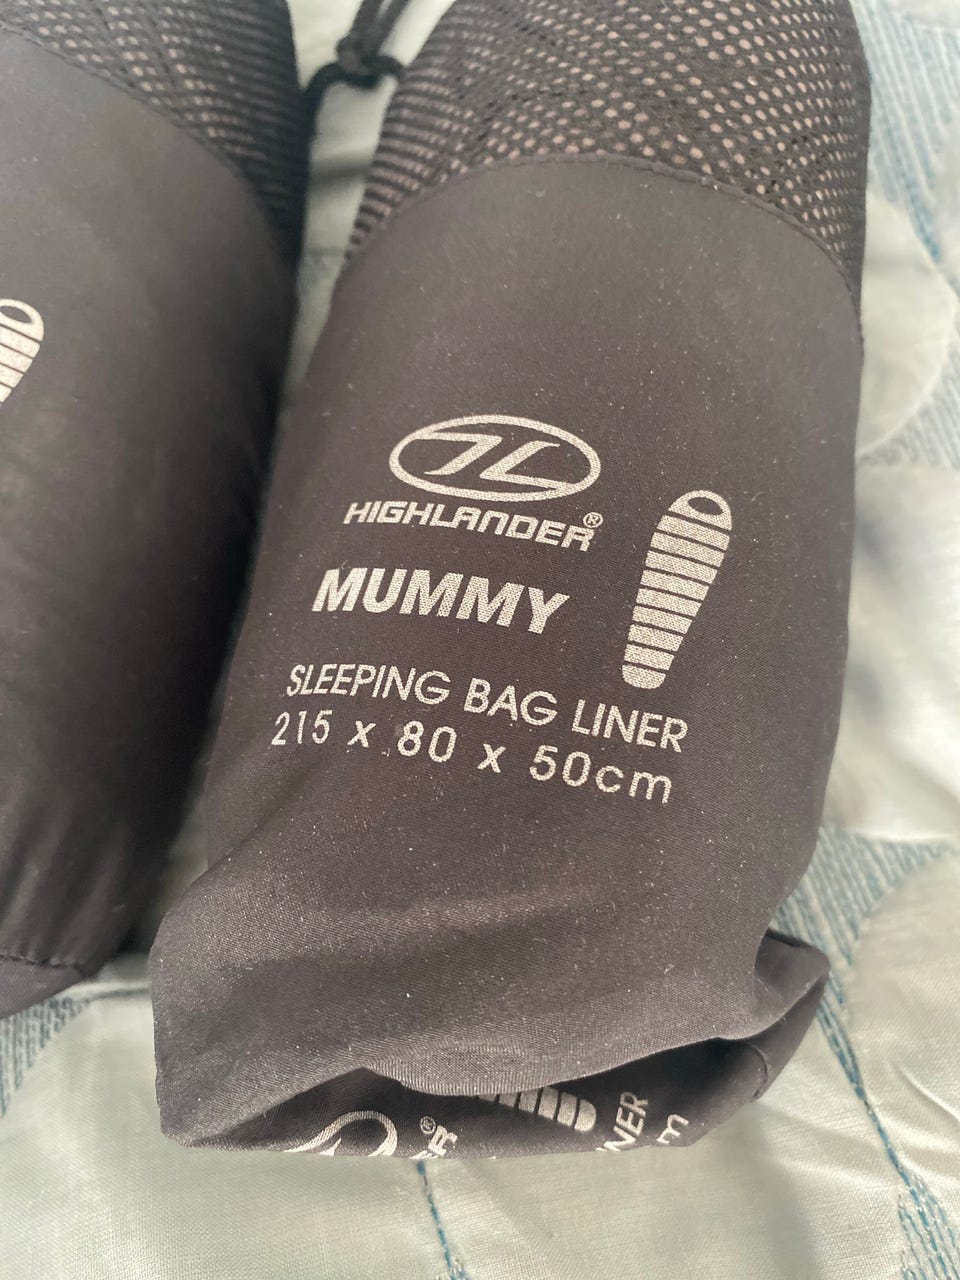 HIGHLANDER®
MUMMY
SLEEPING BAG LINER
215 x 80 x 50cm